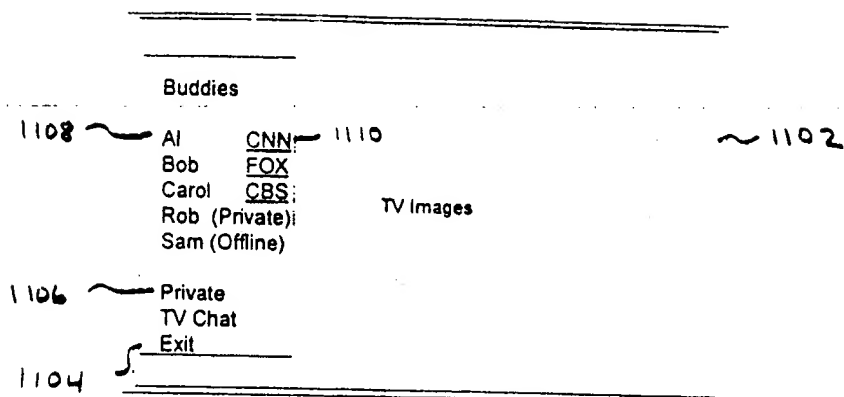 Buddies
1108 Al CNN 1110 1102
Bob FOX
Carol CBS
Rob (Private) TV Images
Sam (Offline)
1106 Private
TV Chat
Exit
1104